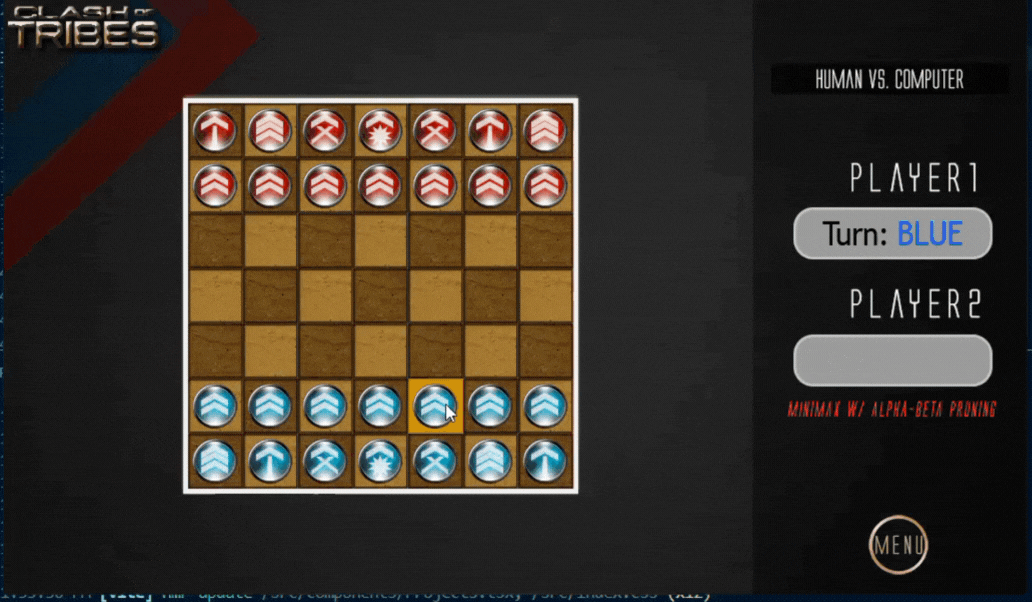 CLASH OF
TRIBES
HUMAN VS. COMPUTER
PLAYER1
Turn: BLUE
PLAYER2
MINIMAX W/ ALPHA-BETA PRUNING
MENU